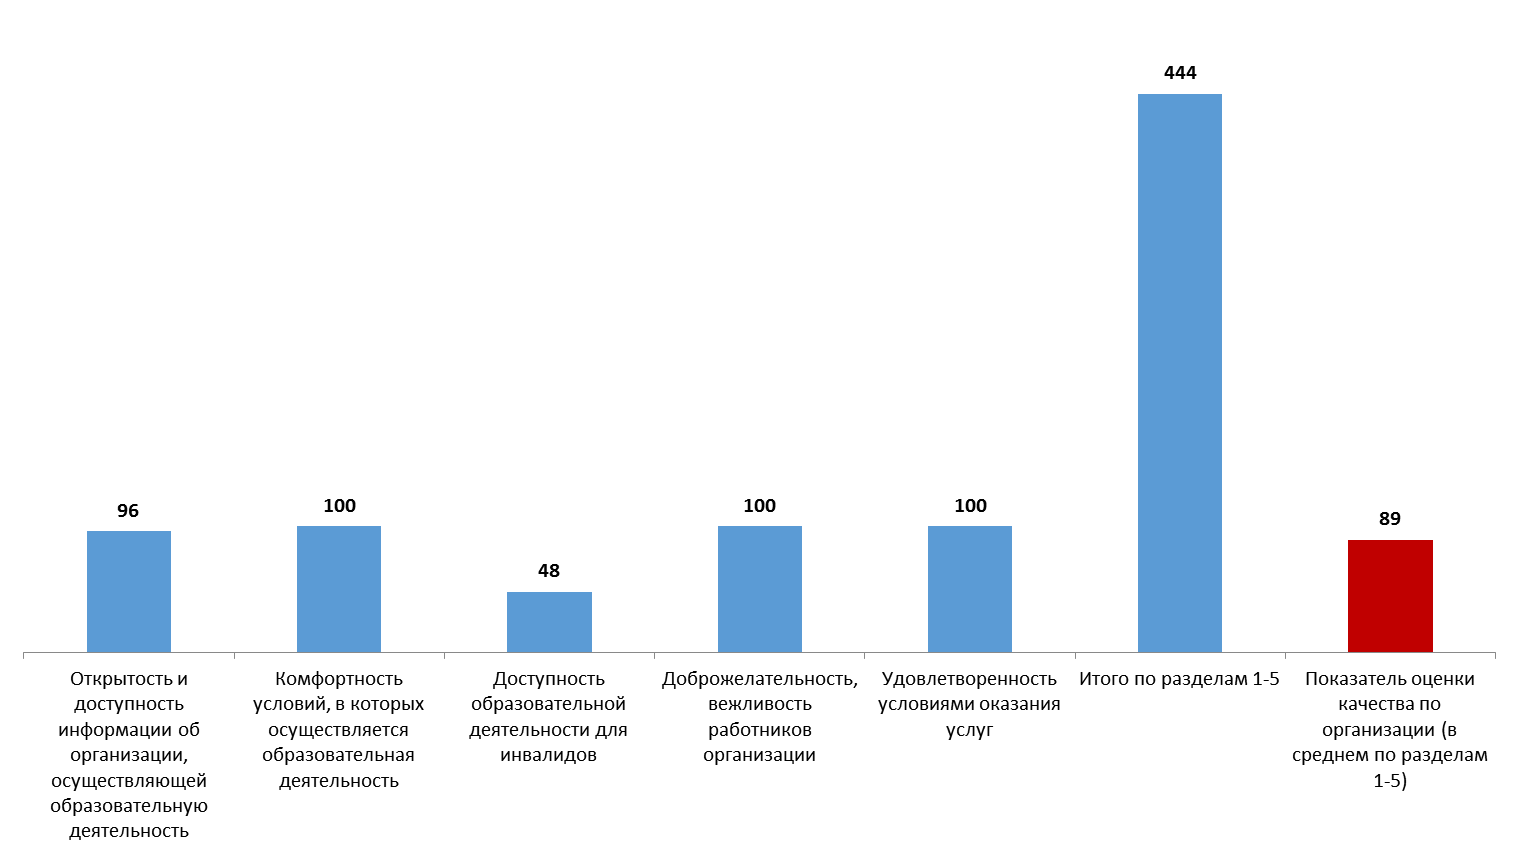 444
96
100
48
100
100
89
Открытость и
доступность
информации об
организации,
осуществляющей
образовательную
деятельность
Комфортность
условий, в которых
осуществляется
образовательная
деятельность
Доступность
образовательной
деятельности для
инвалидов
Доброжелательность,
вежливость
работников
организации
Удовлетворенность
условиями оказания
услуг
Итого по разделам 1-5
Показатель оценки
качества по
организации (в
среднем по разделам
1-5)